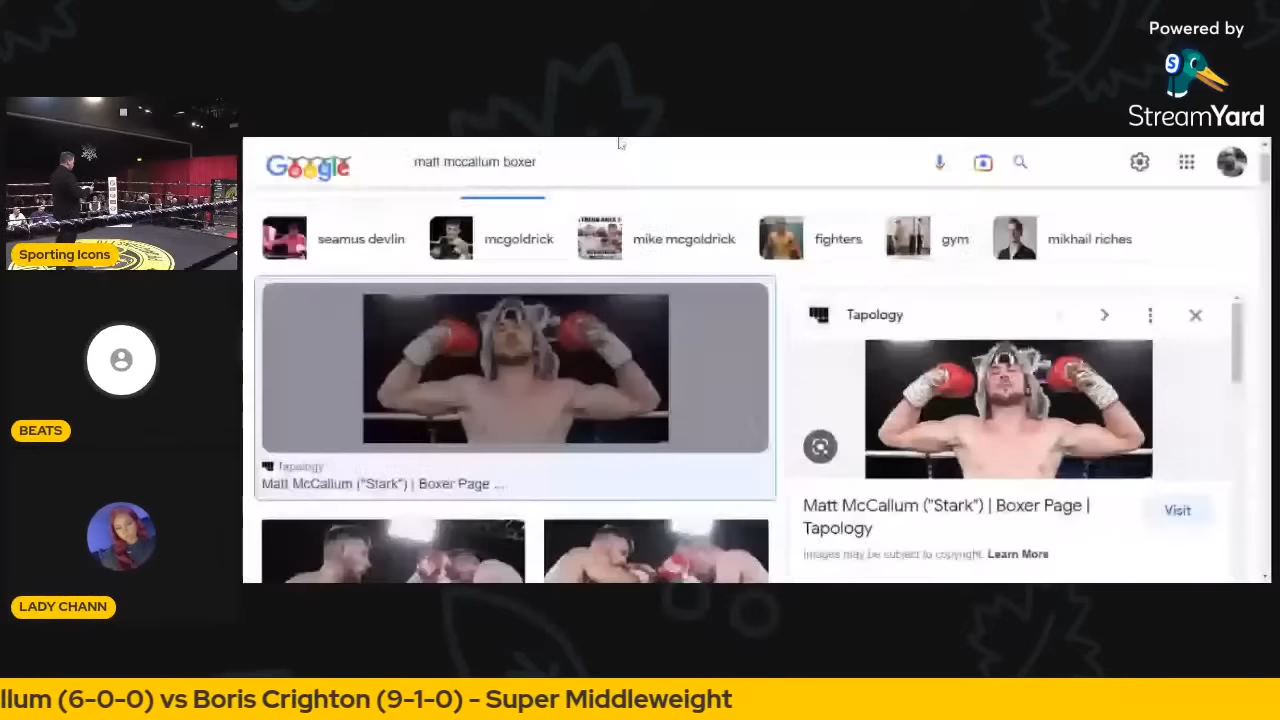 Powered by
StreamYard
Google
matt mccallum boxer
seamus devlin
mcgoldrick
mike mcgoldrick
fighters
gym
mikhail riches
Sporting Icons
BEATS
LADY CHANN
Tapology
Matt McCallum ("Stark") | Boxer Page ...
Tapology
Matt McCallum ("Stark") | Boxer Page |
Tapology
Visit
Images may be subject to copyright. Learn More
llum (6-0-0) vs Boris Crighton (9-1-0) - Super Middleweight